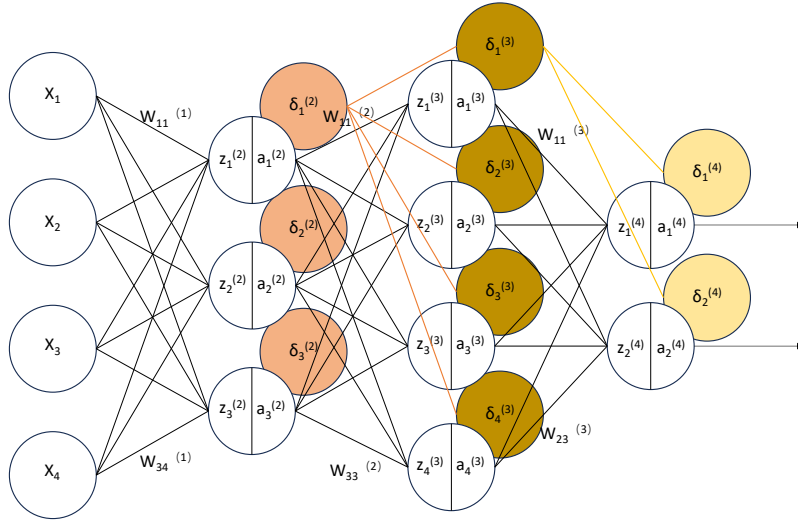 X₁
X₂
X₃
X₄
W₁₁⁽¹⁾
W₃₄⁽¹⁾
z₁⁽²⁾ a₁⁽²⁾
z₂⁽²⁾ a₂⁽²⁾
z₃⁽²⁾ a₃⁽²⁾
δ₁⁽²⁾
δ₂⁽²⁾
δ₃⁽²⁾
W₁₁⁽²⁾
W₃₃⁽²⁾
z₁⁽³⁾ a₁⁽³⁾
z₂⁽³⁾ a₂⁽³⁾
z₃⁽³⁾ a₃⁽³⁾
z₄⁽³⁾ a₄⁽³⁾
δ₁⁽³⁾
δ₂⁽³⁾
δ₃⁽³⁾
δ₄⁽³⁾
W₁₁⁽³⁾
W₂₃⁽³⁾
z₁⁽⁴⁾ a₁⁽⁴⁾
z₂⁽⁴⁾ a₂⁽⁴⁾
δ₁⁽⁴⁾
δ₂⁽⁴⁾